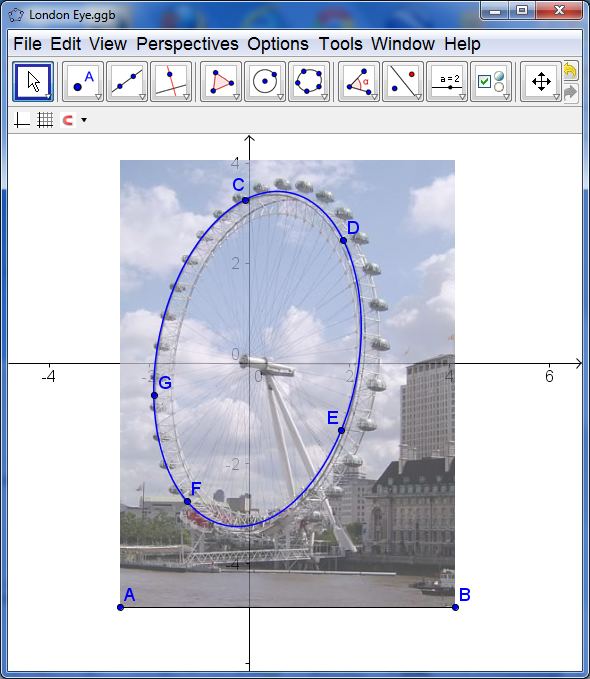 London Eye.ggb
File Edit View Perspectives Options Tools Window Help
A
α
a = 2
4
C
D
2
0
-4
-2
0
2
4
6
G
E
-2
F
-4
A
B